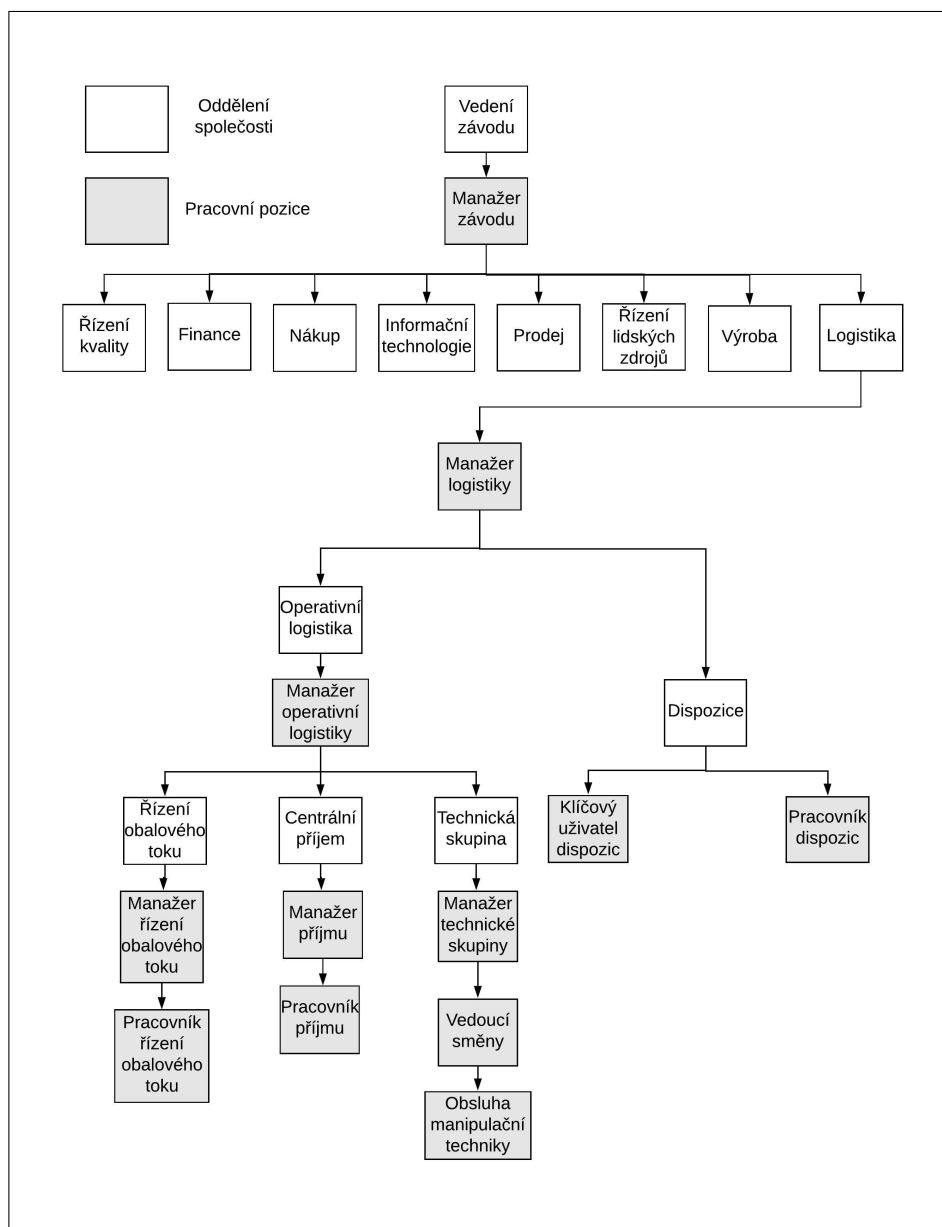 Oddělení
společosti
Pracovní pozice
Vedení
závodu
Manažer
závodu
Řízení
kvality
Finance
Nákup
Informační
technologie
Prodej
Řízení
lidských
zdrojů
Výroba
Logistika
Manažer
logistiky
Operativní
logistika
Manažer
operativní
logistiky
Dispozice
Řízení
obalového
toku
Centrální
příjem
Technická
skupina
Klíčový
uživatel
dispozic
Pracovník
dispozic
Manažer
řízení
obalového
toku
Manažer
příjmu
Manažer
technické
skupiny
Pracovník
řízení
obalového
toku
Pracovník
příjmu
Vedoucí
směny
Obsluha
manipulační
techniky